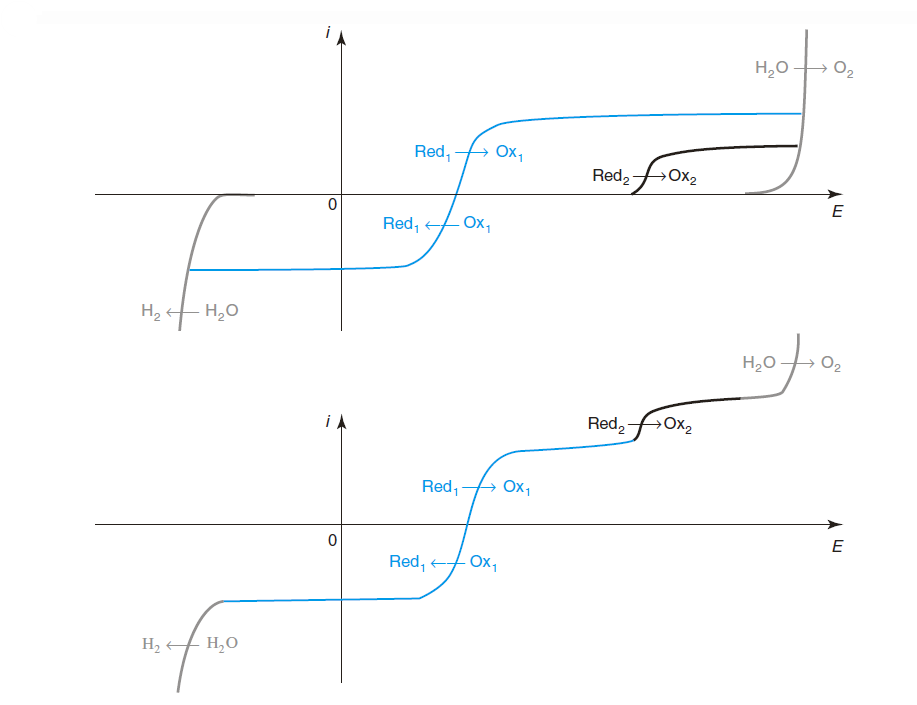 i
H₂O → O₂
Red₁ → Ox₁
Red₂ → Ox₂
0
E
Red₁ ← Ox₁
H₂ ← H₂O
H₂O → O₂
i
Red₂ → Ox₂
Red₁ → Ox₁
0
E
Red₁ ← Ox₁
H₂ ← H₂O